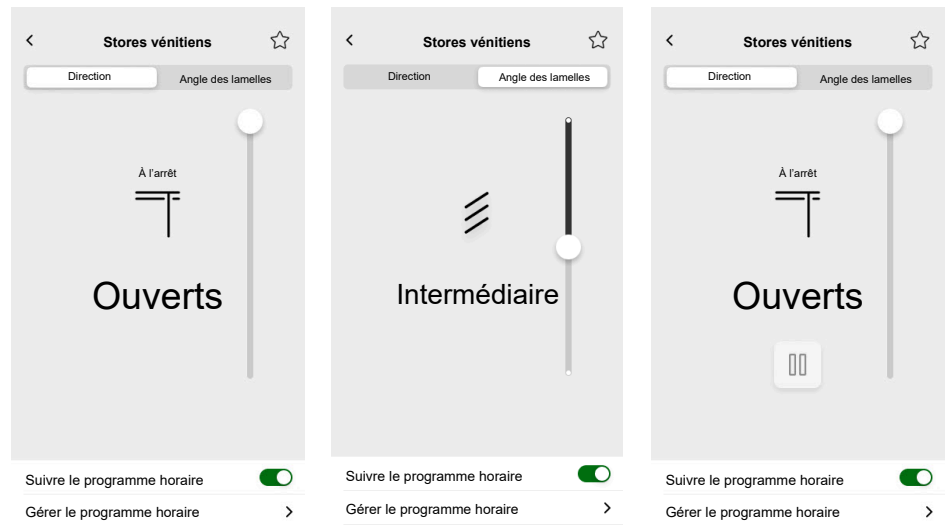 Stores vénitiens
Direction
Angle des lamelles
À l'arrêt
Ouverts
Suivre le programme horaire
Gérer le programme horaire
Stores vénitiens
Direction
Angle des lamelles
Intermédiaire
Suivre le programme horaire
Gérer le programme horaire
Stores vénitiens
Direction
Angle des lamelles
À l'arrêt
Ouverts
Suivre le programme horaire
Gérer le programme horaire